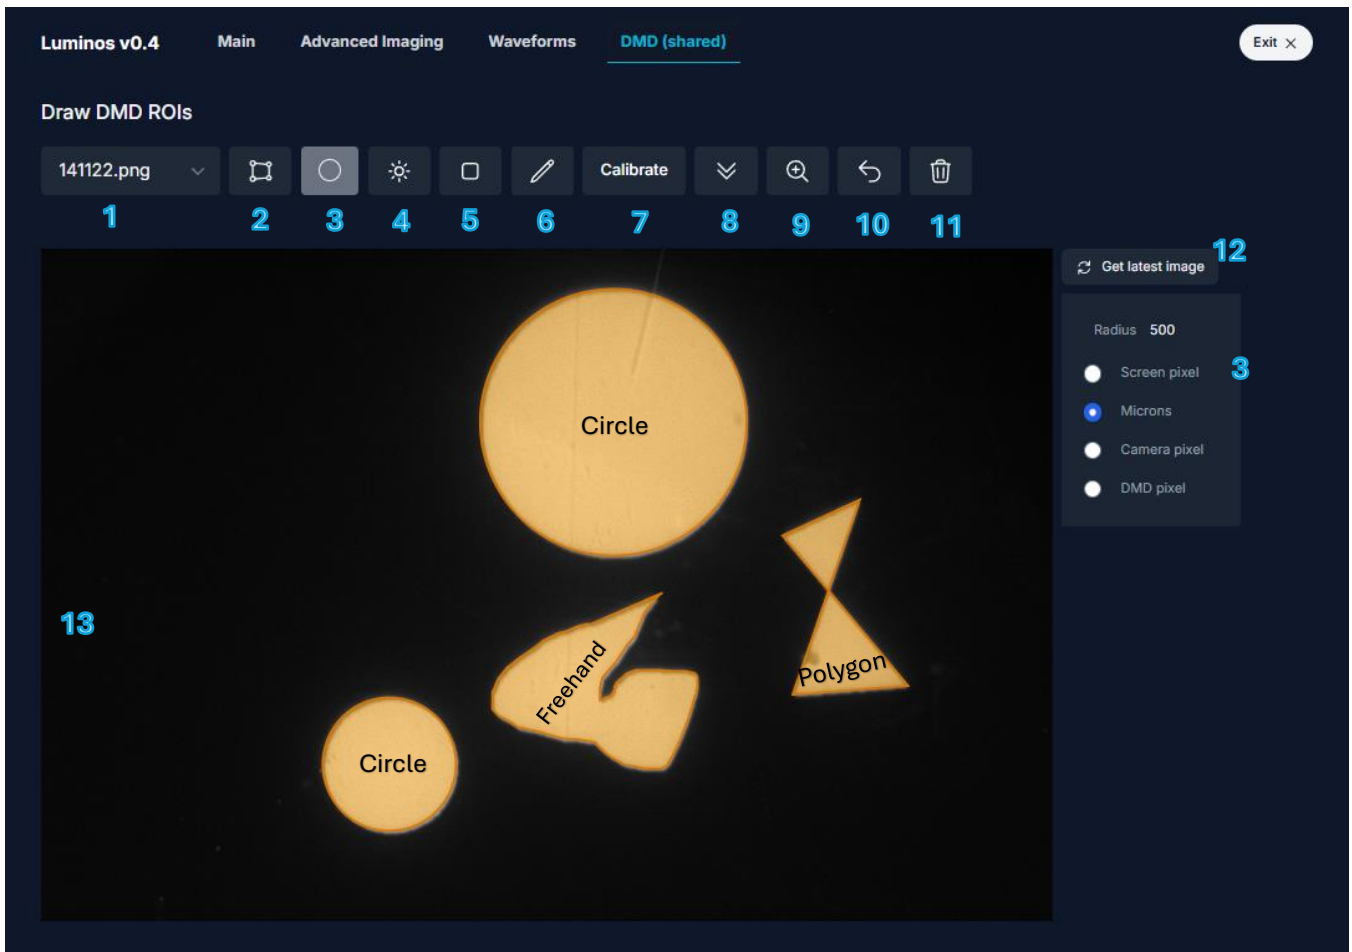 Luminos v0.4 Main Advanced Imaging Waveforms DMD (shared) Exit
Draw DMD ROIs
141122.png Calibrate
1 2 3 4 5 6 7 8 9 10 11
12
Get latest image
Radius 500
Screen pixel 3
Microns
Camera pixel
DMD pixel
Circle
13
Freehand
Polygon
Circle